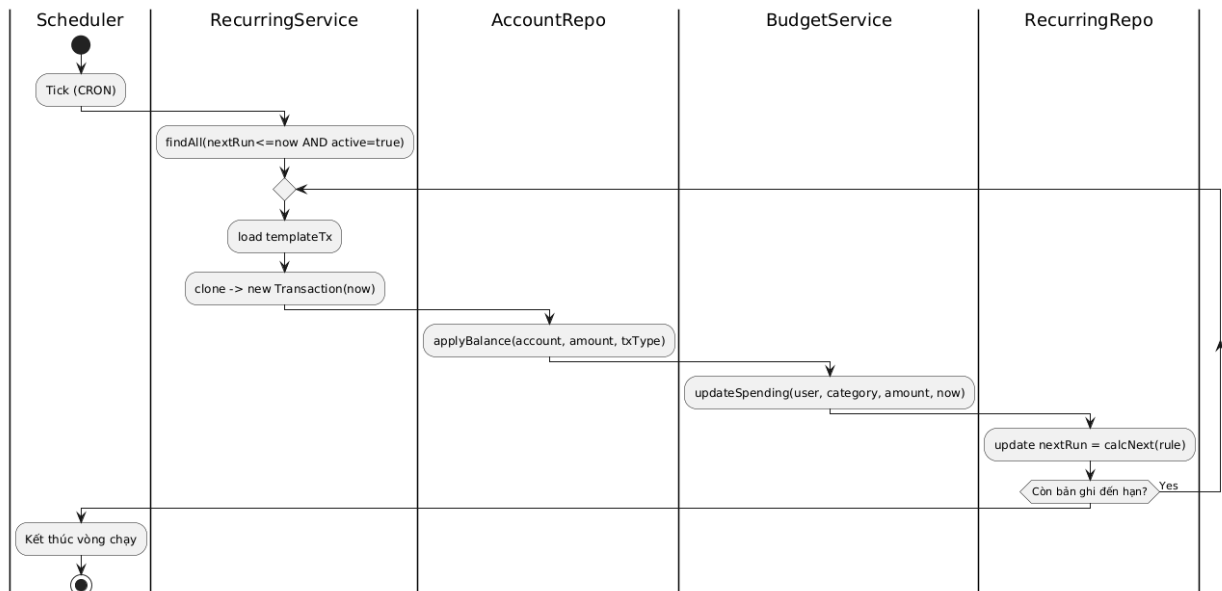 Scheduler
RecurringService
AccountRepo
BudgetService
RecurringRepo
Tick (CRON)
findAll(nextRun<=now AND active=true)
load templateTx
clone -> new Transaction(now)
applyBalance(account, amount, txType)
updateSpending(user, category, amount, now)
update nextRun = calcNext(rule)
Còn bản ghi đến hạn?
Yes
Kết thúc vòng chạy